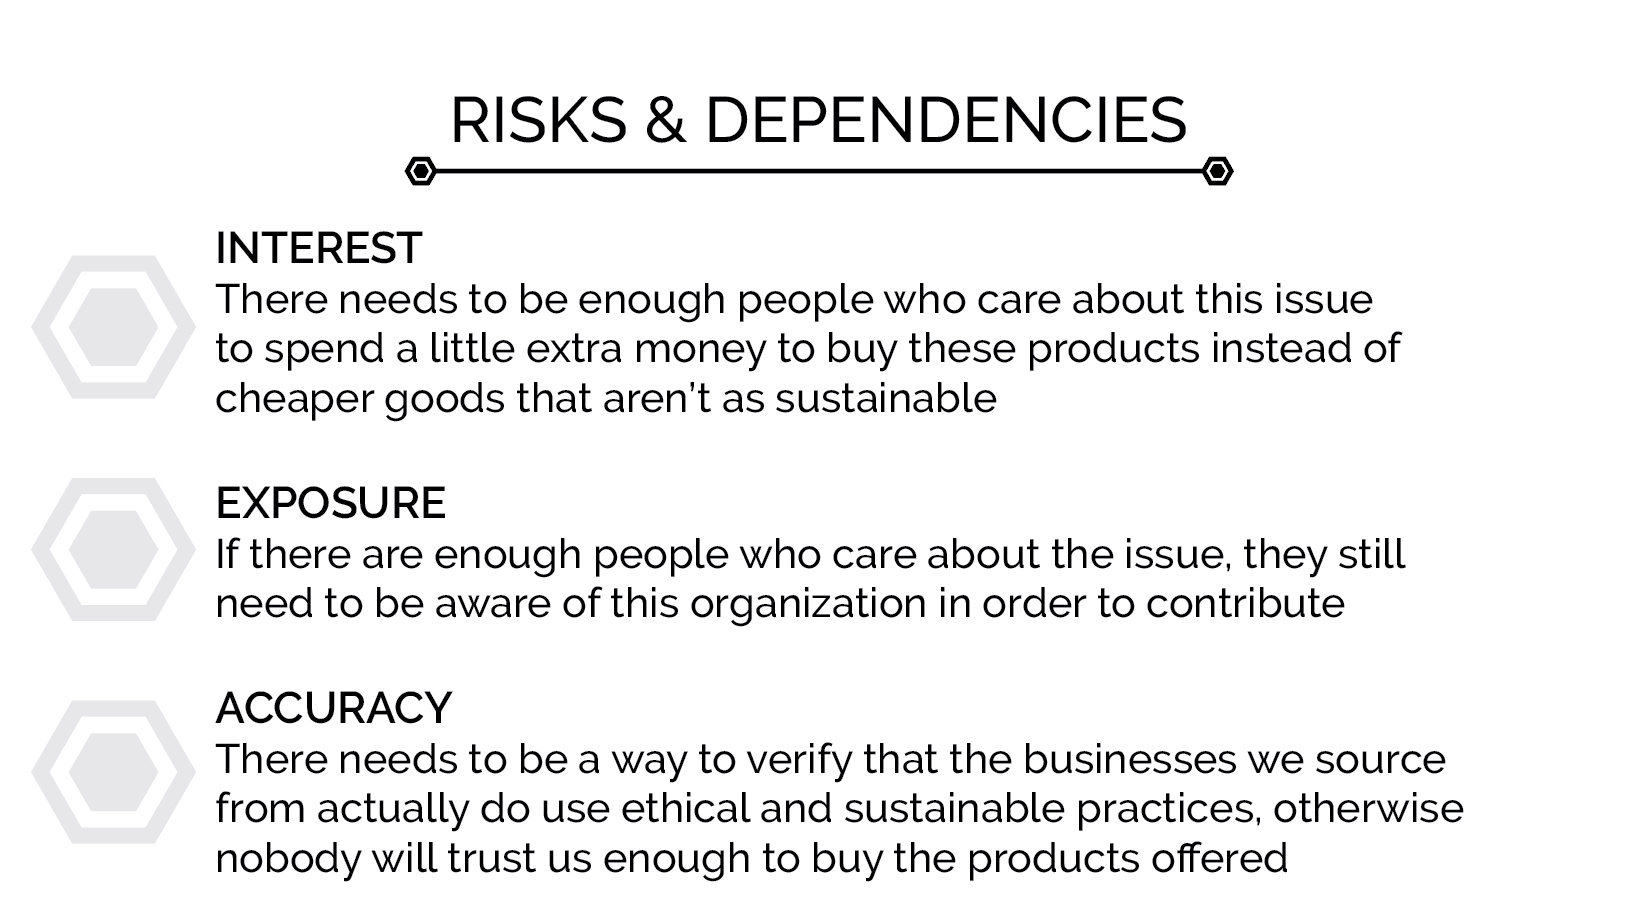 RISKS & DEPENDENCIES
INTEREST
There needs to be enough people who care about this issue
to spend a little extra money to buy these products instead of
cheaper goods that aren’t as sustainable
EXPOSURE
If there are enough people who care about the issue, they still
need to be aware of this organization in order to contribute
ACCURACY
There needs to be a way to verify that the businesses we source
from actually do use ethical and sustainable practices, otherwise
nobody will trust us enough to buy the products offered